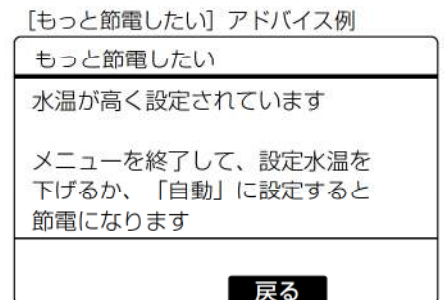 ［もっと節電したい］アドバイス例
もっと節電したい
水温が高く設定されています
メニューを終了して、設定水温を
下げるか、「自動」に設定すると
節電になります
戻る